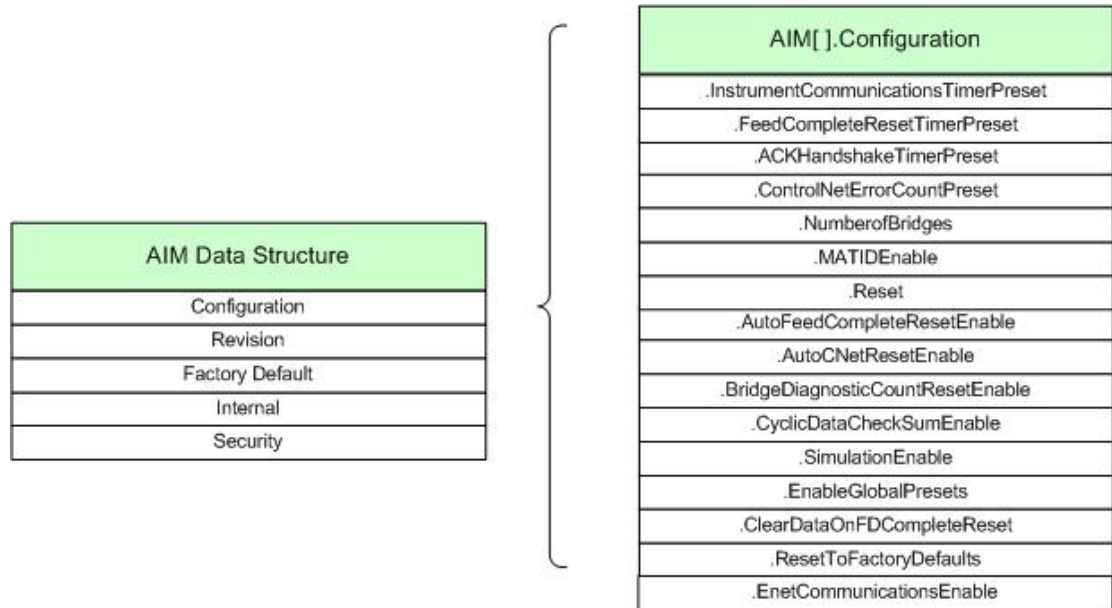 AIM Data Structure
Configuration
Revision
Factory Default
Internal
Security
AIM[ ].Configuration
.InstrumentCommunicationsTimerPreset
.FeedCompleteResetTimerPreset
.ACKHandshakeTimerPreset
.ControlNetErrorCountPreset
.NumberofBridges
.MATIDEnable
.Reset
.AutoFeedCompleteResetEnable
.AutoCNetResetEnable
.BridgeDiagnosticCountResetEnable
.CyclicDataCheckSumEnable
.SimulationEnable
.EnableGlobalPresets
.ClearDataOnFDCompleteReset
.ResetToFactoryDefaults
.EnetCommunicationsEnable